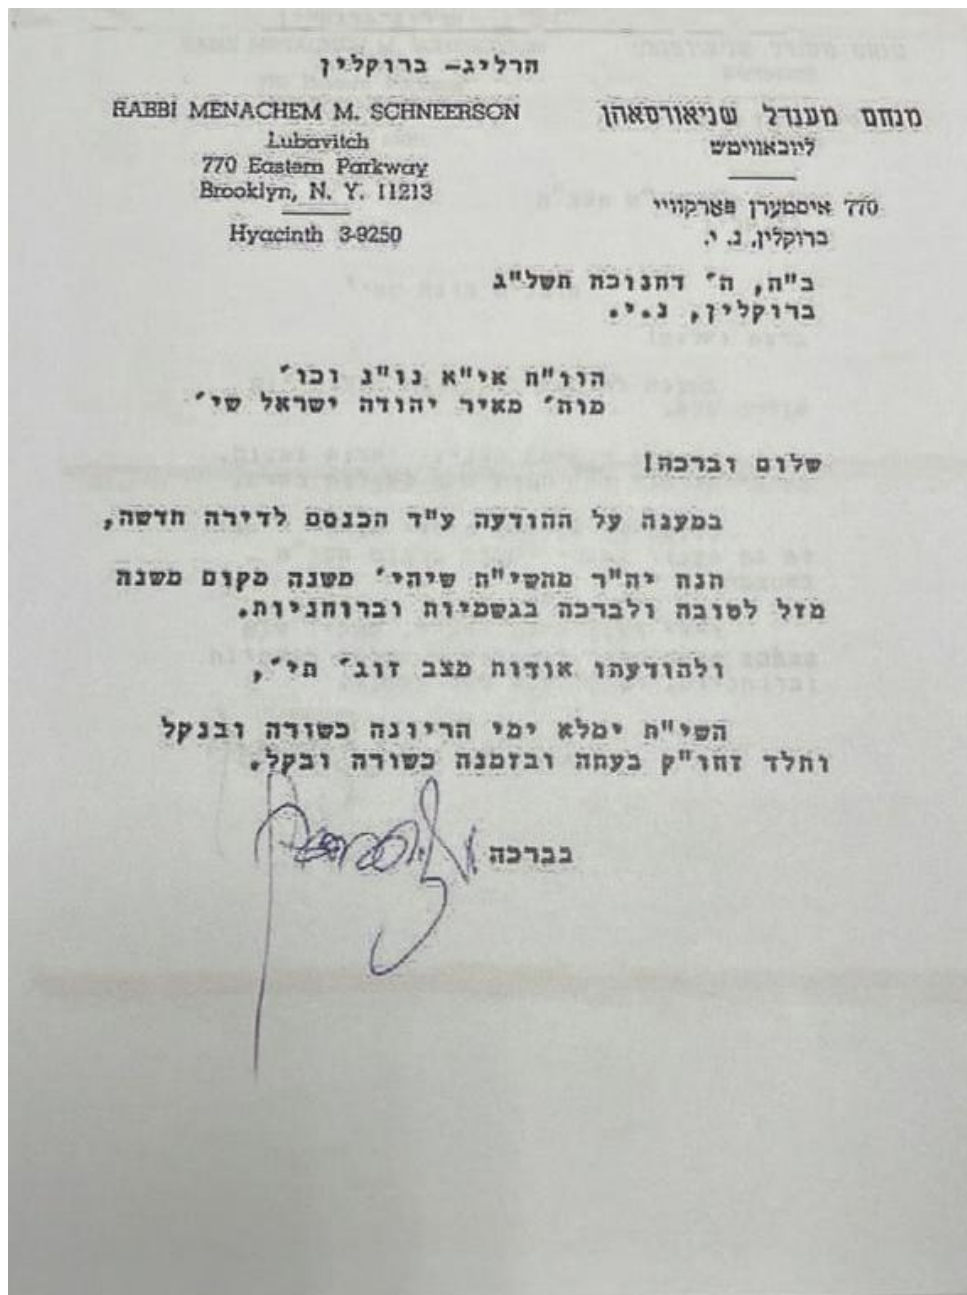 הרליג- ברוקלין
RABBI MENACHEM M. SCHNEERSON
Lubavitch
770 Eastern Parkway
Brooklyn, N. Y. 11213
Hyacinth 3-9250
מנחם מענדל שניאורסאהן
ליובאוויטש
770 איסטערן פארקוויי
ברוקלין, נ. י.
ב"ה, ה' דחנוכה תשל"ג
ברוקלין, נ.י.
הוו"ח אי"א נו"נ וכו'
מוה' מאיר יהודה ישראל שי'
שלום וברכה!
במענה על ההודעה ע"ד הכנסם לדירה חדשה,
הנה יה"ר מהשי"ת שיהי' משנה מקום משנה
מזל לטובה ולברכה בגשמיות וברוחניות.
ולהודעתו אודות מצב זוג' תי',
השי"ת ימלא ימי הריונה כשורה ובנקל
ותלד זחו"ק בעתה ובזמנה כשורה ובקל.
בברכה